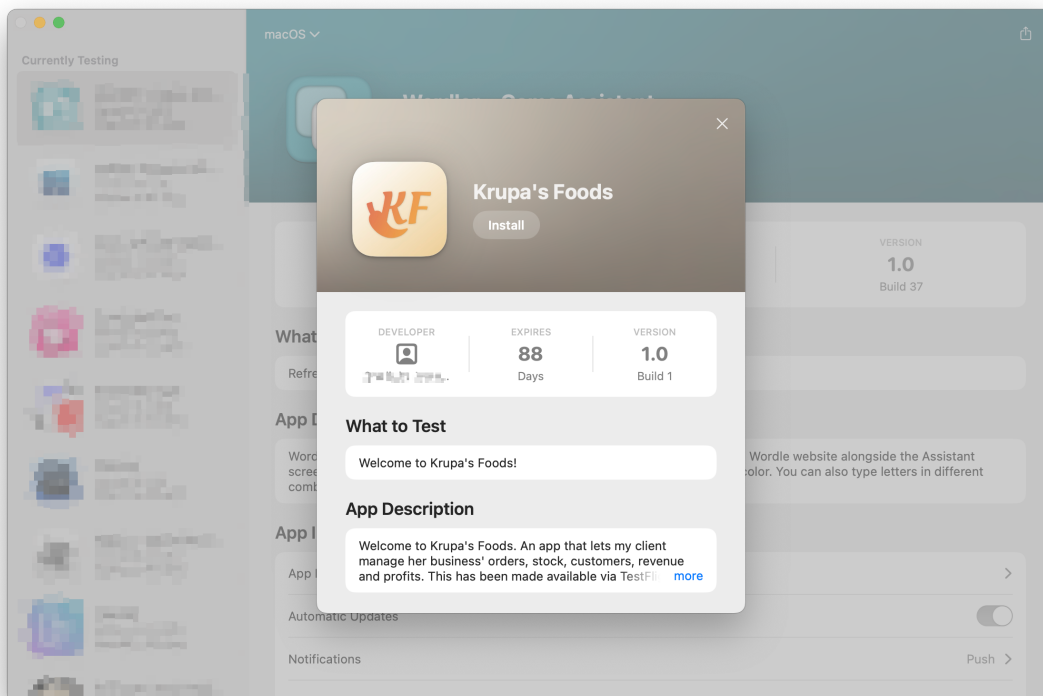 macOS
Currently Testing
Krupa's Foods
Install
KF
VERSION
1.0
Build 37
DEVELOPER
EXPIRES
88
Days
VERSION
1.0
Build 1
What
Refre
What to Test
Welcome to Krupa's Foods!
App D
Word
scree
comb
Wordle website alongside the Assistant
color. You can also type letters in different
App Description
Welcome to Krupa's Foods. An app that lets my client
manage her business' orders, stock, customers, revenue
and profits. This has been made available via TestFli
more
App I
App
Automatic Updates
Notifications
Push